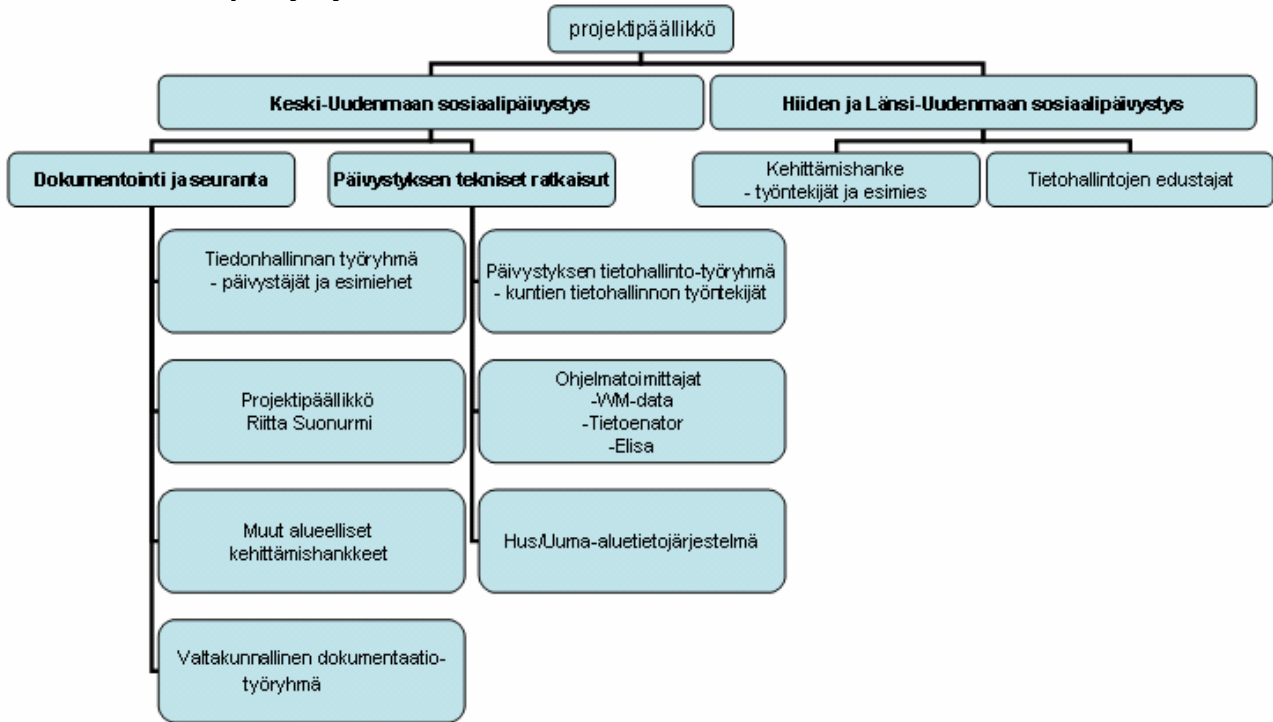 projektipäällikkö
Keski-Uudenmaan sosiaalipäivystys
Hiiden ja Länsi-Uudenmaan sosiaalipäivystys
Dokumentointi ja seuranta
Päivystyksen tekniset ratkaisut
Kehittämishanke
- työntekijät ja esimies
Tietohallintojen edustajat
Tiedonhallinnan työryhmä
- päivystäjät ja esimiehet
Päivystyksen tietohallinto-työryhmä
- kuntien tietohallinnon työntekijät
Projektipäällikkö
Riitta Suonurmi
Ohjelmatoimittajat
-WM-data
-Tietoenator
-Elisa
Muut alueelliset
kehittämishankkeet
Hus/Uuma-aluetietojärjestelmä
Valtakunnallinen dokumentaatio-
työryhmä